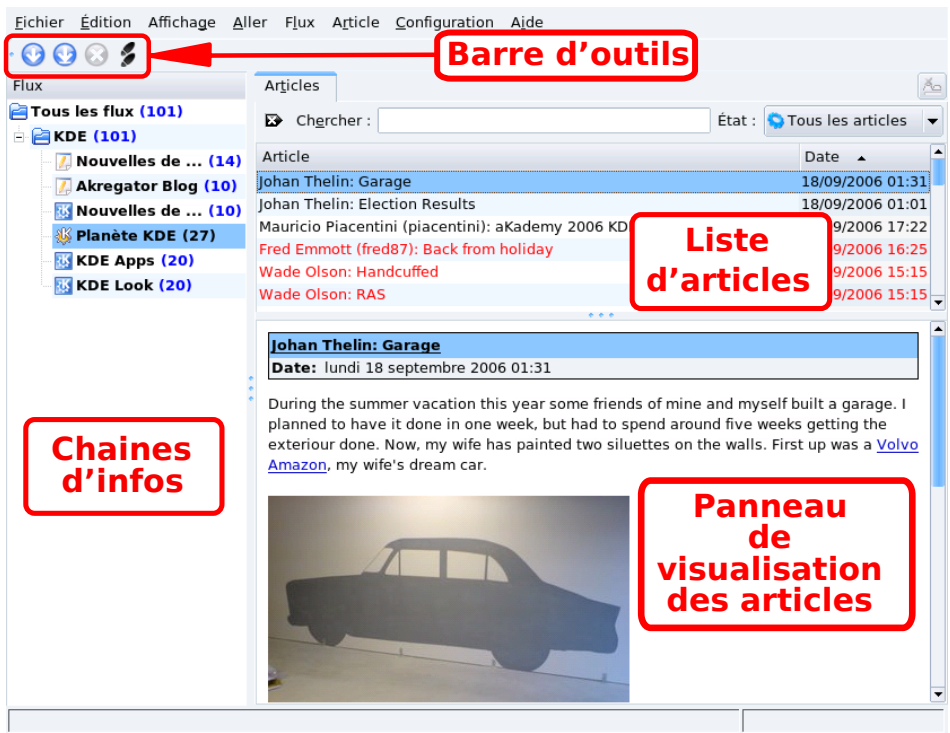 Fichier Édition Affichage Aller Flux Article Configuration Aide
Barre d’outils
Flux
Articles
Tous les flux (101)
Chercher :
État : Tous les articles
KDE (101)
Nouvelles de ... (14)
Akregator Blog (10)
Nouvelles de ... (10)
Planète KDE (27)
KDE Apps (20)
KDE Look (20)
Article Date
Johan Thelin: Garage 18/09/2006 01:31
Johan Thelin: Election Results 18/09/2006 01:01
Mauricio Piacentini (piacentini): aKademy 2006 KD 9/2006 17:22
Fred Emmott (fred87): Back from holiday 9/2006 16:25
Wade Olson: Handcuffed 9/2006 15:15
Wade Olson: RAS 9/2006 15:15
Liste
d’articles
Johan Thelin: Garage
Date: lundi 18 septembre 2006 01:31
During the summer vacation this year some friends of mine and myself built a garage. I
planned to have it done in one week, but had to spend around five weeks getting the
exteriour done. Now, my wife has painted two siluettes on the walls. First up was a Volvo
Amazon, my wife's dream car.
Chaines
d’infos
Panneau
de
visualisation
des articles